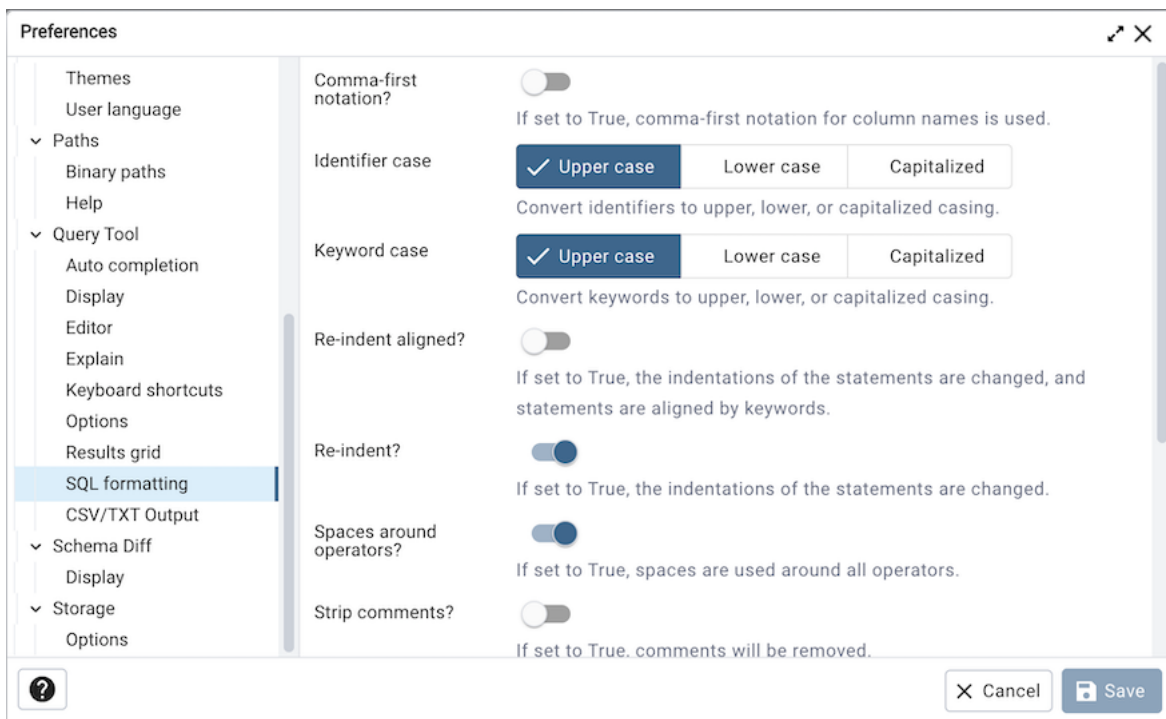 Preferences
Themes
User language
Paths
Binary paths
Help
Query Tool
Auto completion
Display
Editor
Explain
Keyboard shortcuts
Options
Results grid
SQL formatting
CSV/TXT Output
Schema Diff
Display
Storage
Options
Comma-first
notation?
If set to True, comma-first notation for column names is used.
Identifier case
Upper case Lower case Capitalized
Convert identifiers to upper, lower, or capitalized casing.
Keyword case
Upper case Lower case Capitalized
Convert keywords to upper, lower, or capitalized casing.
Re-indent aligned?
If set to True, the indentations of the statements are changed, and
statements are aligned by keywords.
Re-indent?
If set to True, the indentations of the statements are changed.
Spaces around
operators?
If set to True, spaces are used around all operators.
Strip comments?
If set to True, comments will be removed.
? Cancel Save